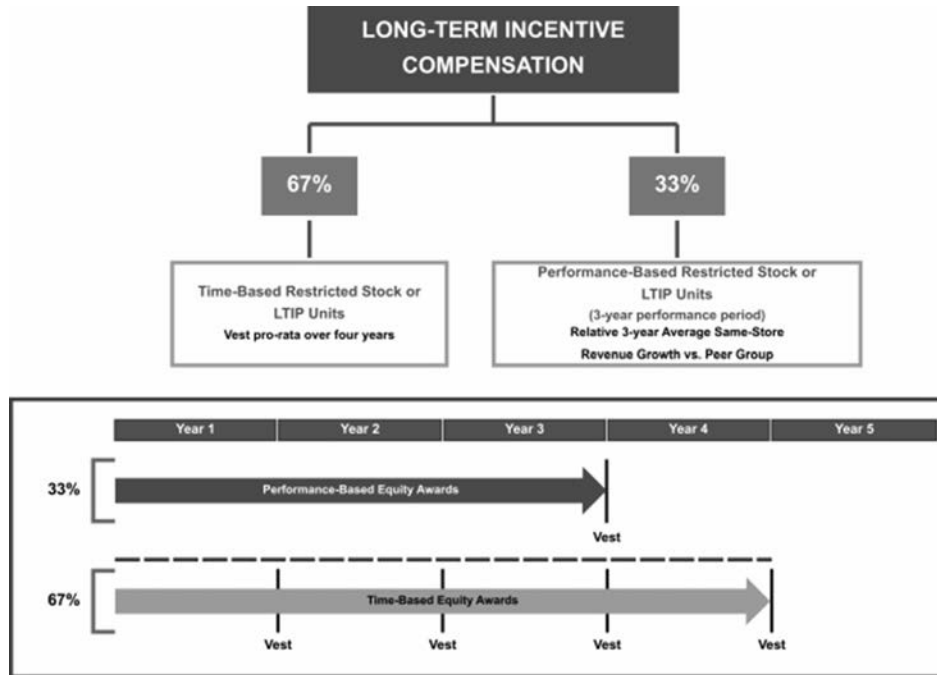 LONG-TERM INCENTIVE
COMPENSATION
67%
33%
Time-Based Restricted Stock or
LTIP Units
Vest pro-rata over four years
Performance-Based Restricted Stock or
LTIP Units
(3-year performance period)
Relative 3-year Average Same-Store
Revenue Growth vs. Peer Group
Year 1 Year 2 Year 3 Year 4 Year 5
33%
Performance-Based Equity Awards
Vest
67%
Time-Based Equity Awards
Vest Vest Vest Vest